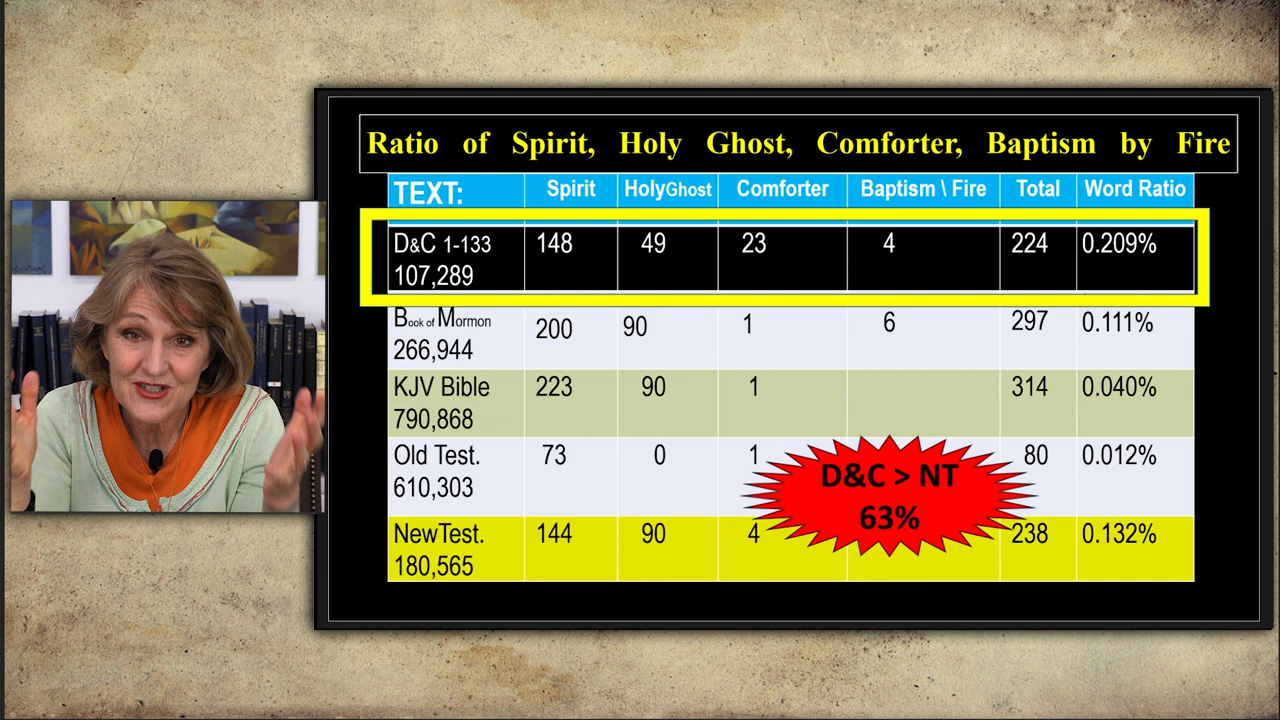 Ratio of Spirit, Holy Ghost, Comforter, Baptism by Fire
TEXT: Spirit HolyGhost Comforter Baptism \ Fire Total Word Ratio
D&C 1-133 148 49 23 4 224 0.209%
107,289
Book of Mormon 200 90 1 6 297 0.111%
266,944
KJV Bible 223 90 1 314 0.040%
790,868
Old Test. 73 0 1 80 0.012%
610,303
D&C > NT
63%
NewTest. 144 90 4 238 0.132%
180,565